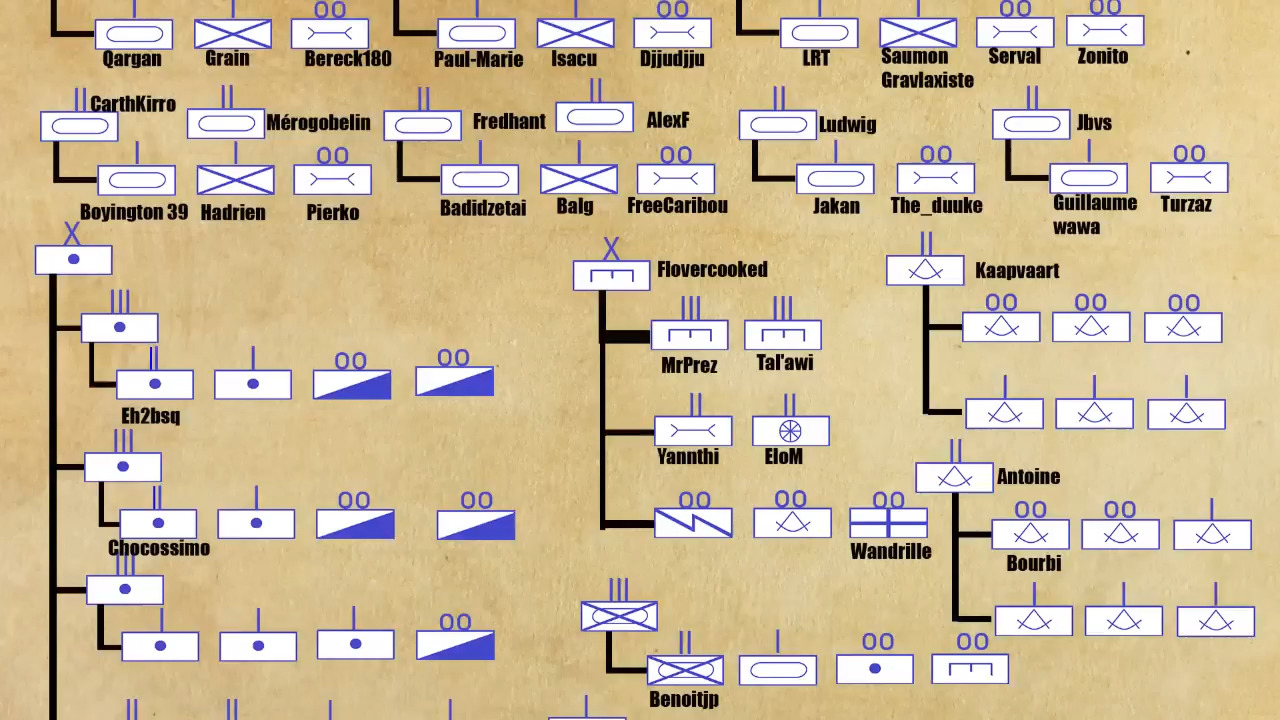 Qargan
Grain
Bereck180
Paul-Marie
Isacu
Djjudjju
LRT
Saumon
Gravlaxiste
Serval
Zonito
CarthKirro
Mérogobelin
Fredhant
AlexF
Ludwig
Jbvs
Boyington 39
Hadrien
Pierko
Badidzetai
Balg
FreeCaribou
Jakan
The_duuke
Guillaume
wawa
Turzaz
Flovercooked
Kaapvaart
MrPrez
Tal'awi
Eh2bsq
Yannthi
EloM
Antoine
Chocossimo
Wandrille
Bourbi
Benoitjp